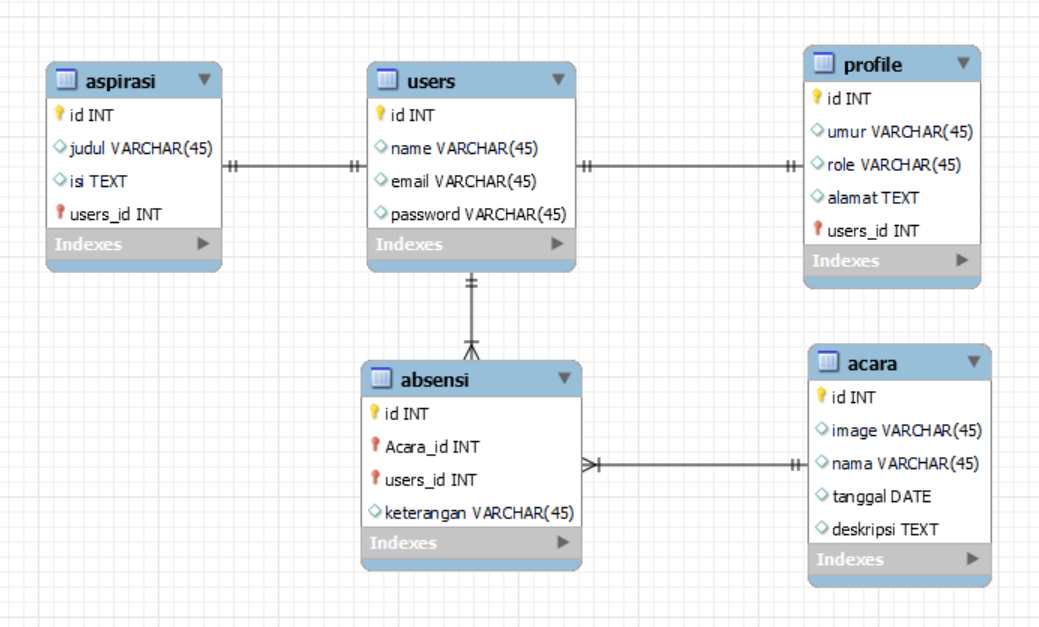 aspirasi
id INT
judul VARCHAR(45)
isi TEXT
users_id INT
Indexes
users
id INT
name VARCHAR(45)
email VARCHAR(45)
password VARCHAR(45)
Indexes
profile
id INT
umur VARCHAR(45)
role VARCHAR(45)
alamat TEXT
users_id INT
Indexes
absensi
id INT
Acara_id INT
users_id INT
keterangan VARCHAR(45)
Indexes
acara
id INT
image VARCHAR(45)
nama VARCHAR(45)
tanggal DATE
deskripsi TEXT
Indexes